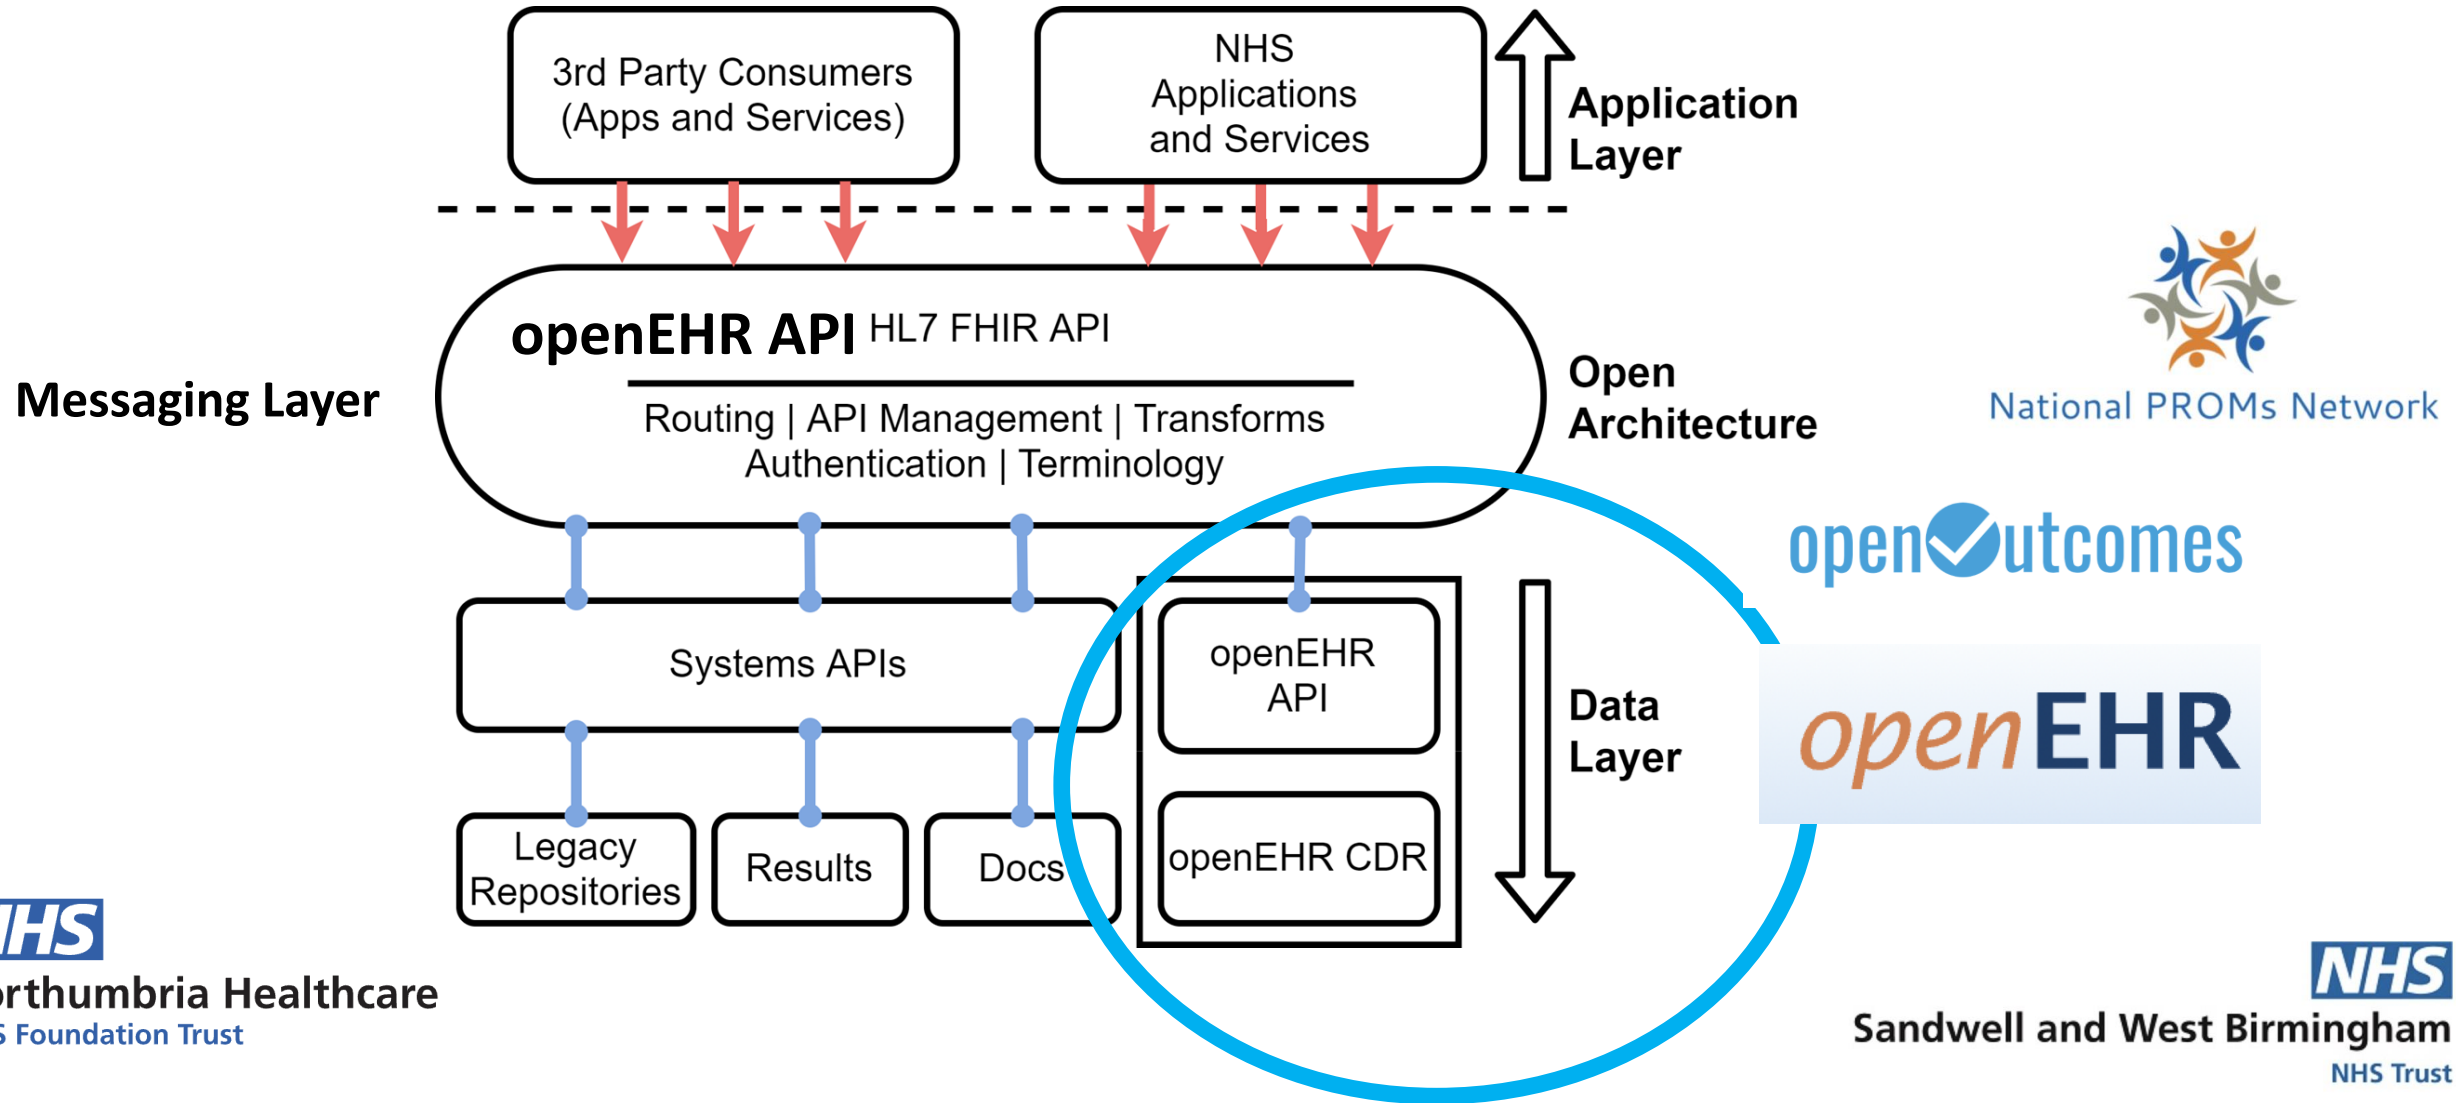 3rd Party Consumers
(Apps and Services)
NHS
Applications
and Services
Application
Layer
openEHR API HL7 FHIR API
Routing | API Management | Transforms
Authentication | Terminology
Messaging Layer
Open
Architecture
National PROMs Network
openOutcomes
Systems APIs
openEHR
API
Data
Layer
openEHR
Legacy
Repositories
Results
Docs
openEHR CDR
NHS
orthumbria Healthcare
S Foundation Trust
NHS
Sandwell and West Birmingham
NHS Trust